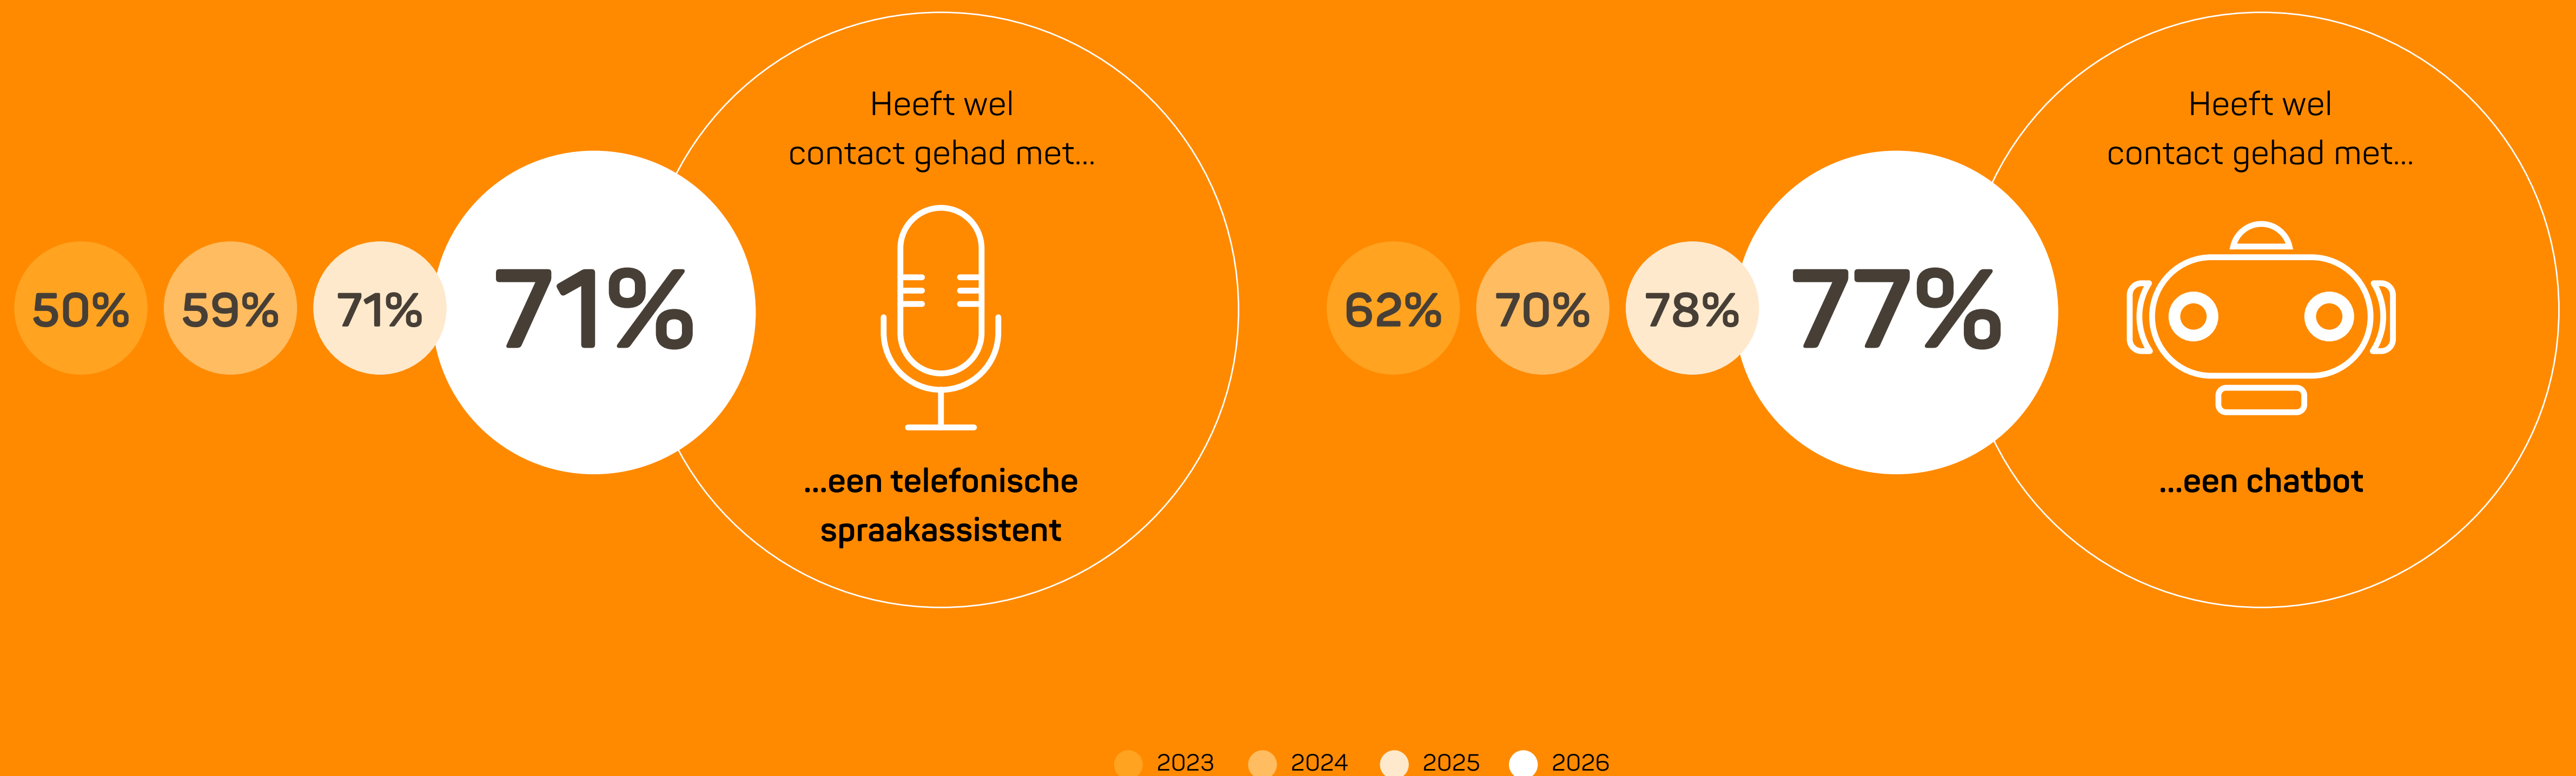 Heeft wel
contact gehad met...
50% 59% 71% 71%
...een telefonische
spraakassistent
Heeft wel
contact gehad met...
62% 70% 78% 77%
...een chatbot
2023 2024 2025 2026